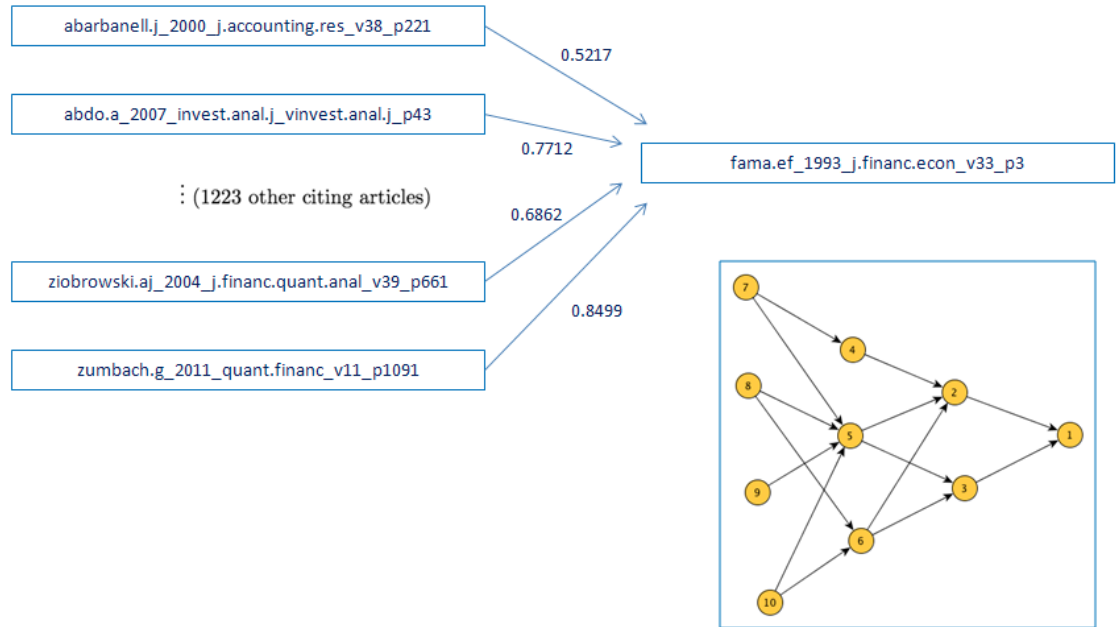 abarbanell.j_2000_j.accounting.res_v38_p221
0.5217
abdo.a_2007_invest.anal.j_vinvest.anal.j_p43
0.7712
fama.ef_1993_j.financ.econ_v33_p3
⋮ (1223 other citing articles)
0.6862
ziobrowski.aj_2004_j.financ.quant.anal_v39_p661
0.8499
zumbach.g_2011_quant.financ_v11_p1091
7
4
8
2
5
1
9
3
6
10